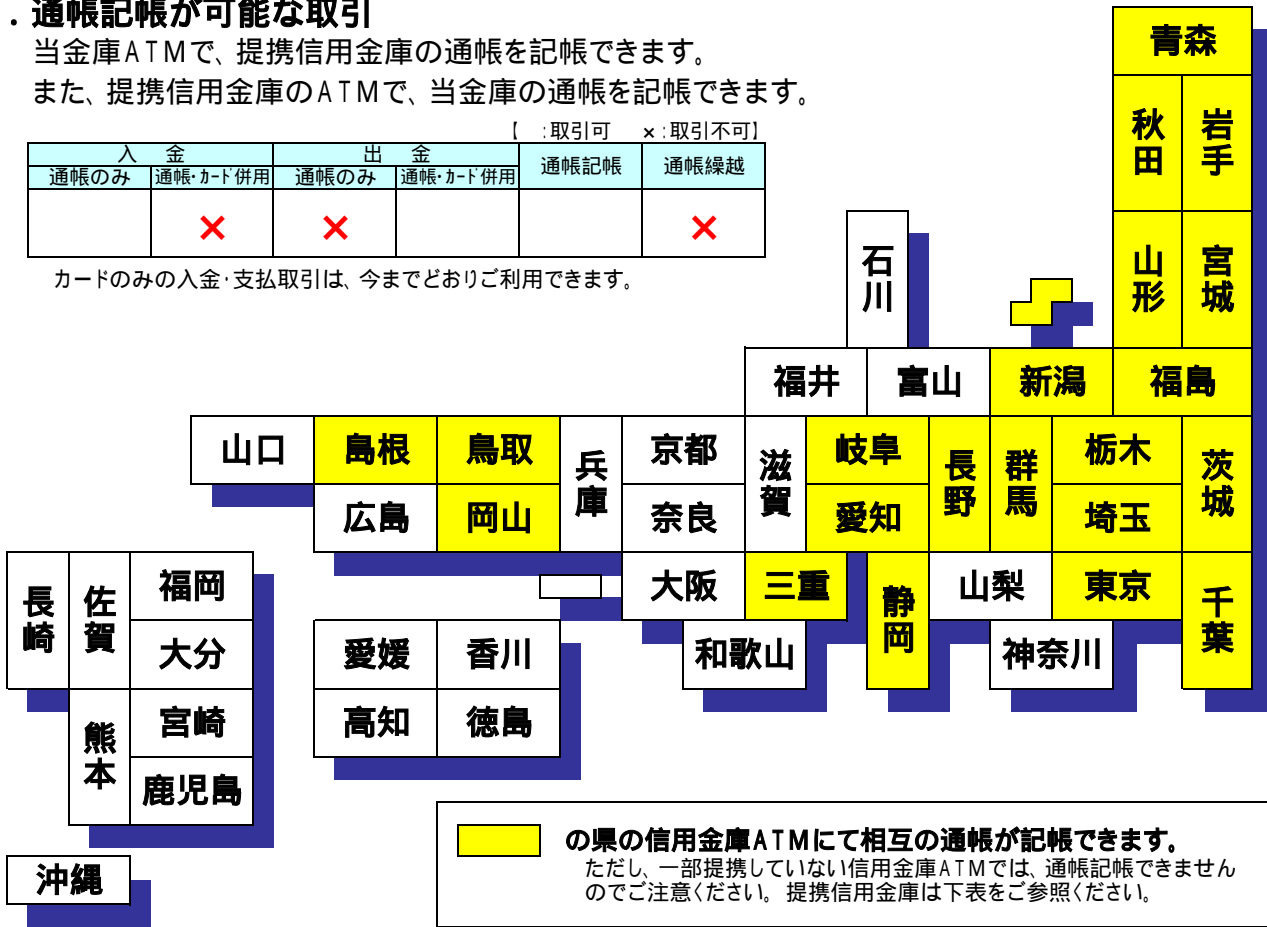 ．通帳記帳が可能な取引
当金庫ATMで、提携信用金庫の通帳を記帳できます。
また、提携信用金庫のATMで、当金庫の通帳を記帳できます。
【　：取引可　×：取引不可】
入　金　出　金　通帳記帳　通帳繰越
通帳のみ　通帳・カード併用　通帳のみ　通帳・カード併用
×　×　×
カードのみの入金・支払取引は、今までどおりご利用できます。
青森
秋田　岩手
石川　山形　宮城
福井　富山　新潟　福島
山口　島根　鳥取　兵庫　京都　滋賀　岐阜　長野　群馬　栃木　茨城
広島　岡山　奈良　愛知　埼玉
長崎　佐賀　福岡　大阪　三重　静岡　山梨　東京　千葉
大分　愛媛　香川　和歌山　神奈川
熊本　宮崎　高知　徳島
鹿児島
沖縄
の県の信用金庫ATMにて相互の通帳が記帳できます。
ただし、一部提携していない信用金庫ATMでは、通帳記帳できません
のでご注意ください。提携信用金庫は下表をご参照ください。